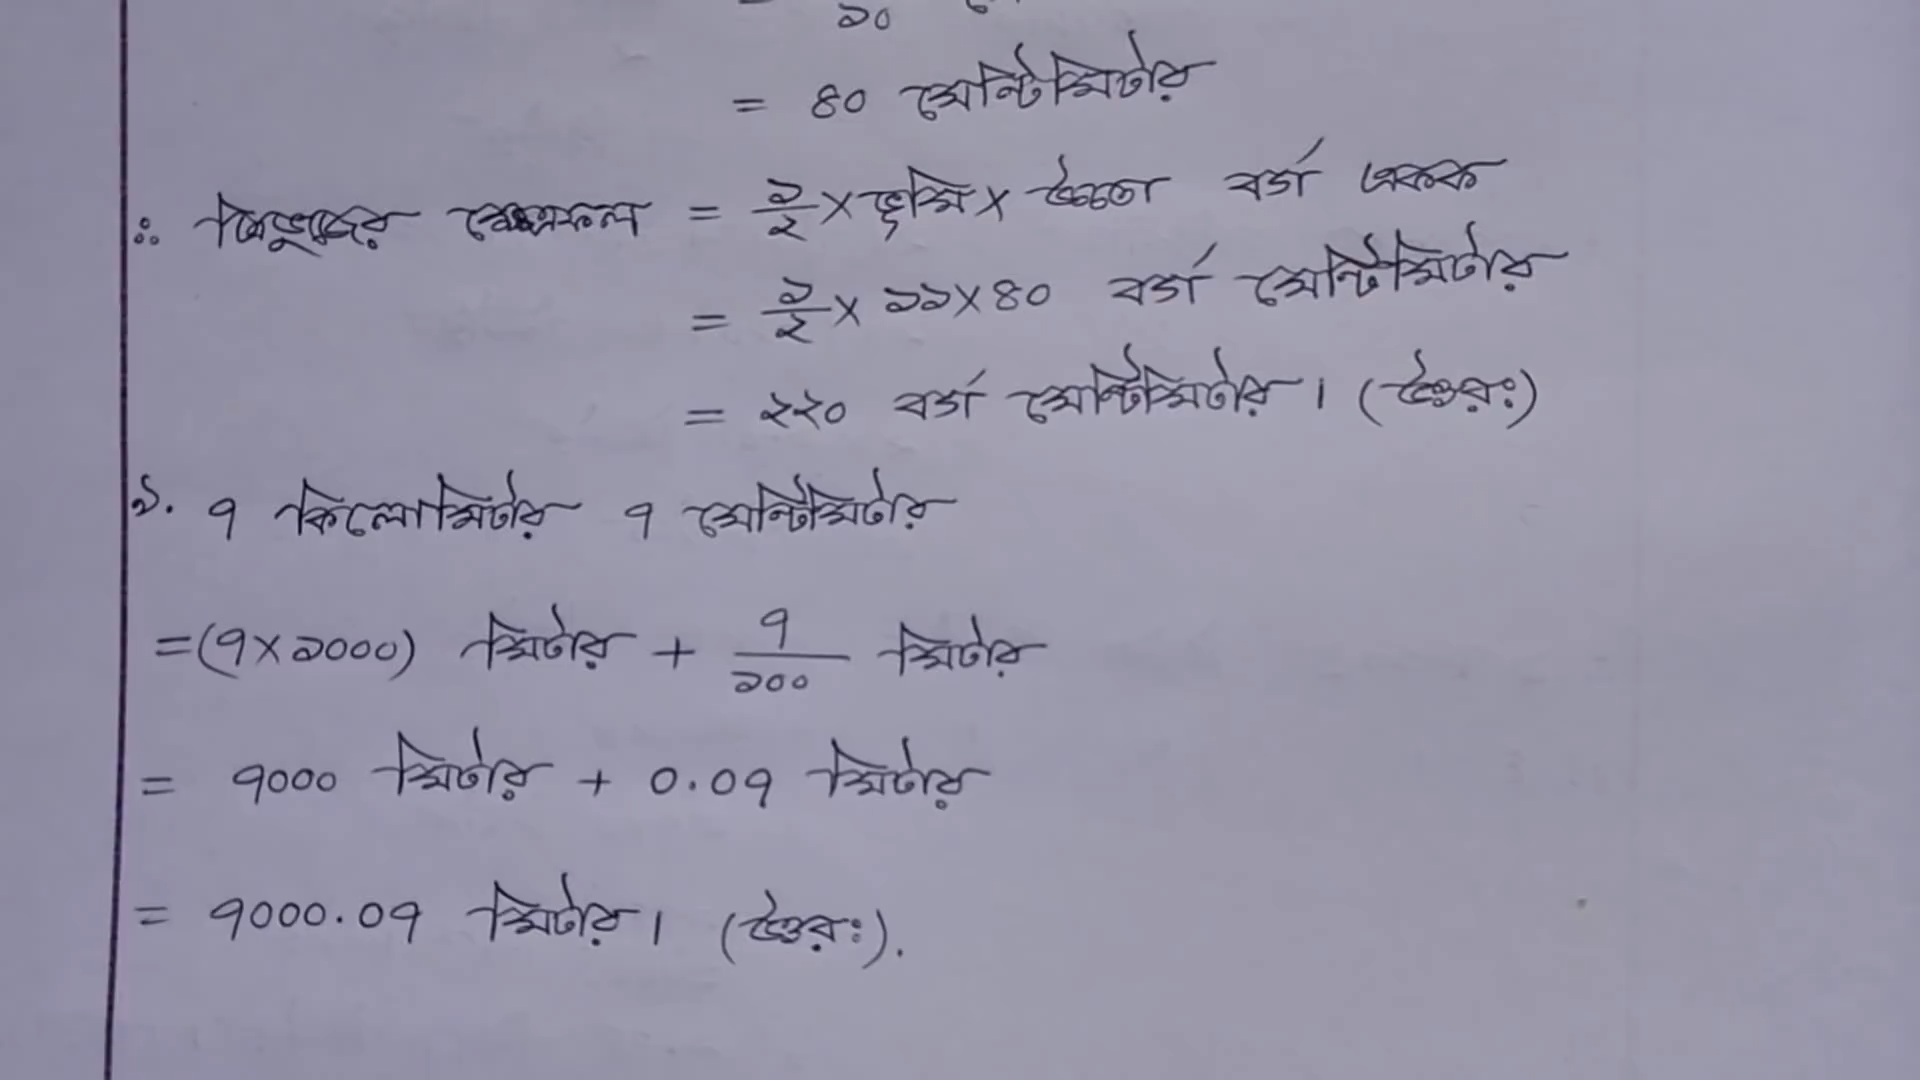 = ১০
= ৪০ সেন্টিমিটার
∴ ত্রিভুজের ক্ষেত্রফল = ১/২ × ভূমি × উচ্চতা বর্গ একক
= ১/২ × ১১ × ৪০ বর্গ সেন্টিমিটার
= ২২০ বর্গ সেন্টিমিটার। (উত্তরঃ)
৯. ৭ কিলোমিটার ৭ সেন্টিমিটার
= (৭ × ১০০০) মিটার + ৭/১০০ মিটার
= ৭০০০ মিটার + ০.০৭ মিটার
= ৭০০০.০৭ মিটার। (উত্তরঃ).